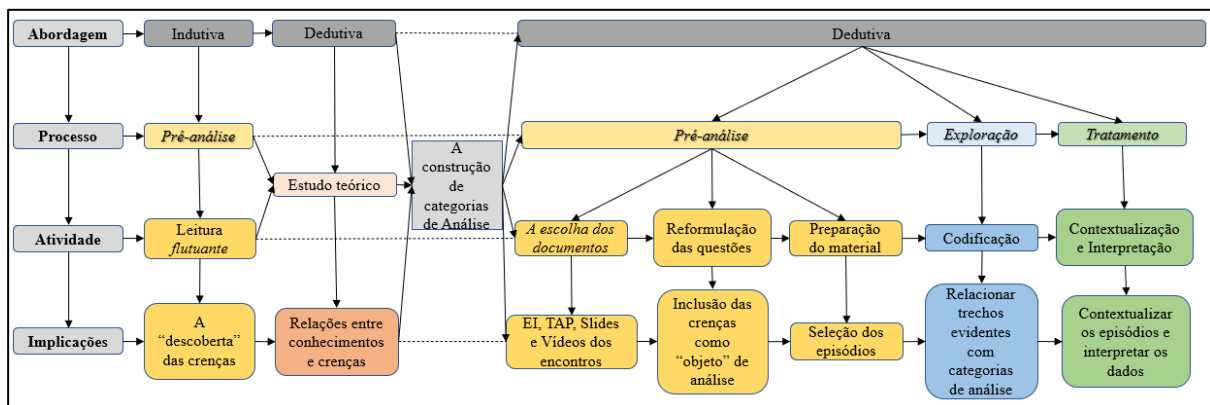 Abordagem
Indutiva
Dedutiva
Dedutiva
Processo
Pré-análise
Estudo teórico
A
construção
de
categorias
de Análise
Pré-análise
Exploração
Tratamento
Atividade
Leitura
flutuante
A escolha dos
documentos
Reformulação
das questões
Preparação
do material
Codificação
Contextualização
e Interpretação
Implicações
A
“descoberta”
das crenças
Relações entre
conhecimentos
e crenças
EI, TAP, Slides
e Vídeos dos
encontros
Inclusão das
crenças como
“objeto” de
análise
Seleção dos
episódios
Relacionar
trechos
evidentes
com
categorias
de análise
Contextualizar
os episódios e
interpretar os
dados